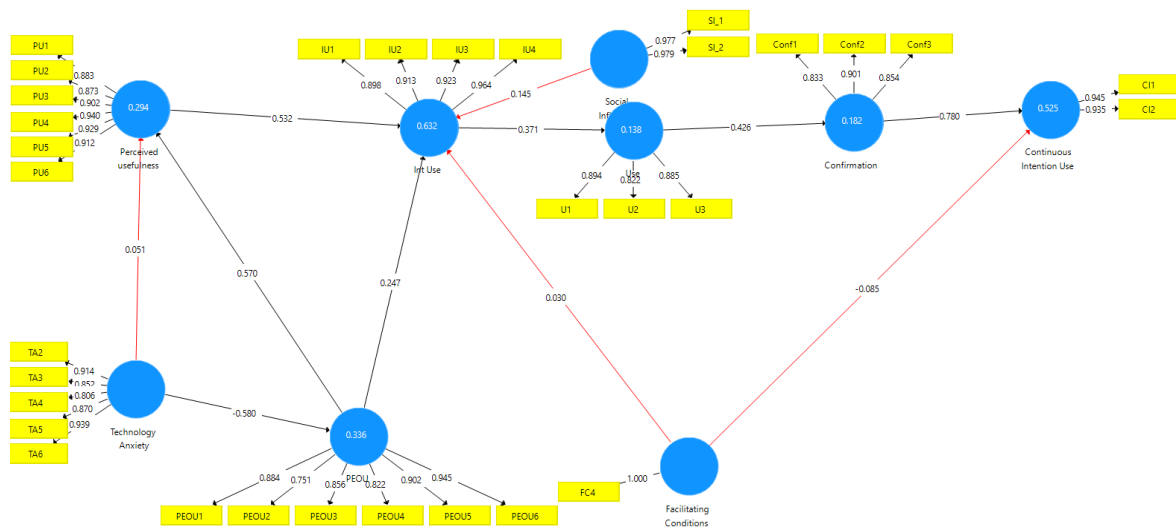 PU1
PU2
PU3
PU4
PU5
PU6
0.883
0.873
0.902
0.940
0.929
0.912
0.294
Perceived
usefulness
0.532
IU1
IU2
IU3
IU4
0.898
0.913
0.923
0.964
0.632
Int Use
0.145
SI_1
SI_2
0.977
0.979
Social
0.371
0.138
Use
0.894
0.822
0.885
U1
U2
U3
0.426
Conf1
Conf2
Conf3
0.833
0.901
0.854
0.182
Confirmation
0.780
0.525
Continuous
Intention Use
0.945
0.935
CI1
CI2
0.051
0.570
0.247
0.030
-0.085
TA2
TA3
TA4
TA5
TA6
0.914
0.852
0.806
0.870
0.939
Technology
Anxiety
-0.580
0.336
PEOU
0.884
0.751
0.856
0.822
0.902
0.945
PEOU1
PEOU2
PEOU3
PEOU4
PEOU5
PEOU6
FC4
1.000
Facilitating
Conditions